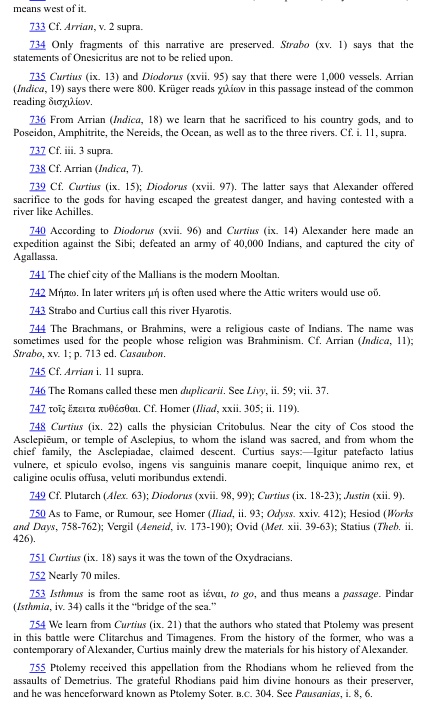 means west of it.
733 Cf. Arrian, v. 2 supra.
734 Only fragments of this narrative are preserved. Strabo (xv. 1) says that the
statements of Onesicritus are not to be relied upon.
735 Curtius (ix. 13) and Diodorus (xvii. 95) say that there were 1,000 vessels. Arrian
(Indica, 19) says there were 800. Krüger reads χιλίων in this passage instead of the common
reading δισχιλίων.
736 From Arrian (Indica, 18) we learn that he sacrificed to his country gods, and to
Poseidon, Amphitrite, the Nereids, the Ocean, as well as to the three rivers. Cf. i. 11, supra.
737 Cf. iii. 3 supra.
738 Cf. Arrian (Indica, 7).
739 Cf. Curtius (ix. 15); Diodorus (xvii. 97). The latter says that Alexander offered
sacrifice to the gods for having escaped the greatest danger, and having contested with a
river like Achilles.
740 According to Diodorus (xvii. 96) and Curtius (ix. 14) Alexander here made an
expedition against the Sibi; defeated an army of 40,000 Indians, and captured the city of
Agallassa.
741 The chief city of the Mallians is the modern Mooltan.
742 Μήπω. In later writers μή is often used where the Attic writers would use οὔ.
743 Strabo and Curtius call this river Hyarotis.
744 The Brachmans, or Brahmins, were a religious caste of Indians. The name was
sometimes used for the people whose religion was Brahminism. Cf. Arrian (Indica, 11);
Strabo, xv. 1; p. 713 ed. Casaubon.
745 Cf. Arrian i. 11 supra.
746 The Romans called these men duplicarii. See Livy, ii. 59; vii. 37.
747 τοῖς ἔπειτα πυθέσθαι. Cf. Homer (Iliad, xxii. 305; ii. 119).
748 Curtius (ix. 22) calls the physician Critobulus. Near the city of Cos stood the
Asclepiēum, or temple of Asclepius, to whom the island was sacred, and from whom the
chief family, the Asclepiadae, claimed descent. Curtius says:—Igitur patefacto latius
vulnere, et spiculo evolso, ingens vis sanguinis manare coepit, linquique animo rex, et
caligine oculis offusa, veluti moribundus extendi.
749 Cf. Plutarch (Alex. 63); Diodorus (xvii. 98, 99); Curtius (ix. 18-23); Justin (xii. 9).
750 As to Fame, or Rumour, see Homer (Iliad, ii. 93; Odyss. xxiv. 412); Hesiod (Works
and Days, 758-762); Vergil (Aeneid, iv. 173-190); Ovid (Met. xii. 39-63); Statius (Theb. ii.
426).
751 Curtius (ix. 18) says it was the town of the Oxydracians.
752 Nearly 70 miles.
753 Isthmus is from the same root as ἰέναι, to go, and thus means a passage. Pindar
(Isthmia, iv. 34) calls it the “bridge of the sea.”
754 We learn from Curtius (ix. 21) that the authors who stated that Ptolemy was present
in this battle were Clitarchus and Timagenes. From the history of the former, who was a
contemporary of Alexander, Curtius mainly drew the materials for his history of Alexander.
755 Ptolemy received this appellation from the Rhodians whom he relieved from the
assaults of Demetrius. The grateful Rhodians paid him divine honours as their preserver,
and he was henceforward known as Ptolemy Soter. B.C. 304. See Pausanias, i. 8, 6.